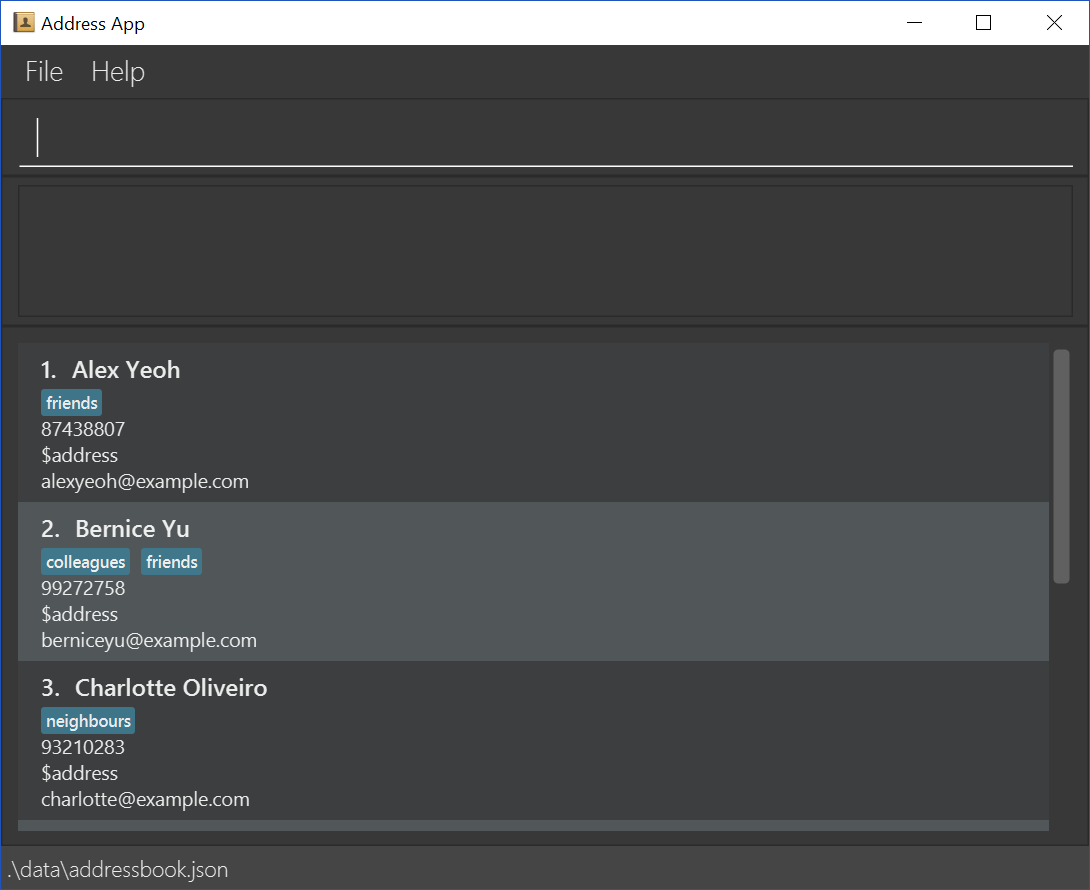 Address App
File Help
1. Alex Yeoh
friends
87438807
$address
alexyeoh@example.com
2. Bernice Yu
colleagues friends
99272758
$address
berniceyu@example.com
3. Charlotte Oliveiro
neighbours
93210283
$address
charlotte@example.com
.\data\addressbook.json